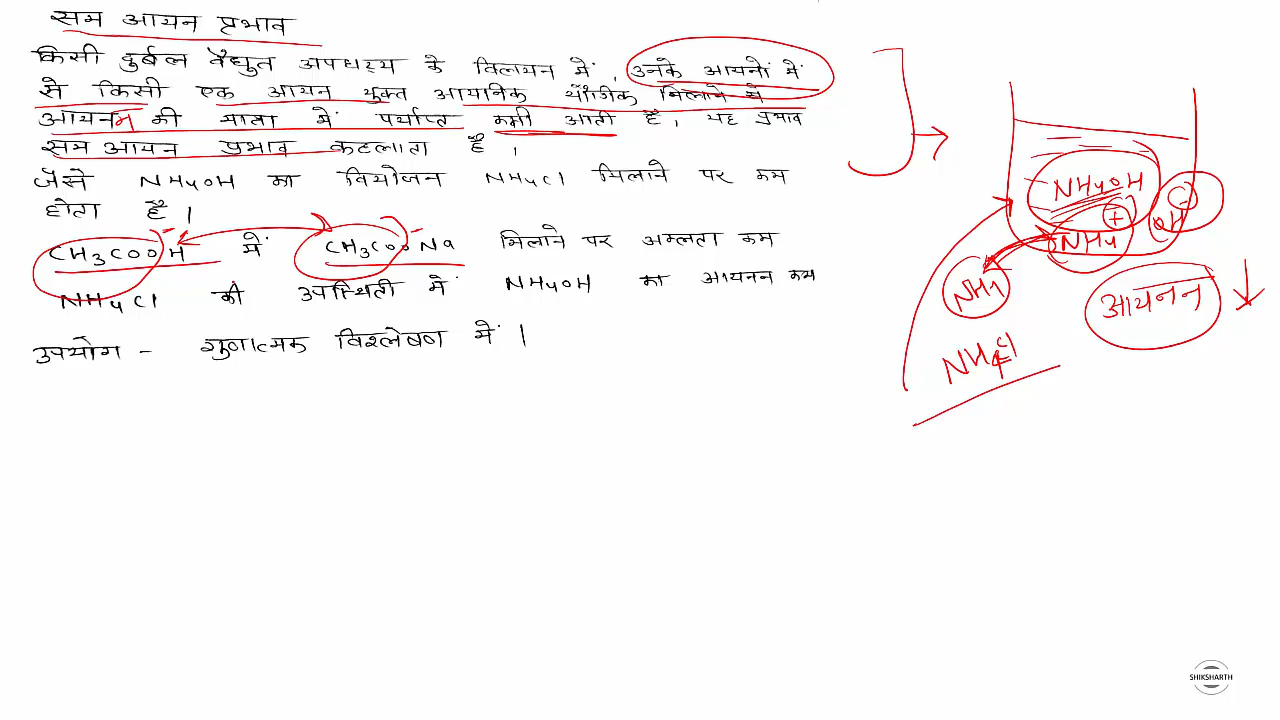 सम आयन प्रभाव
किसी दुर्बल वैद्युत अपघट्य के विलयन में, उनके आयनों में
से किसी एक आयन युक्त आयनिक यौगिक मिलाने से
आयनन की मात्रा में पर्याप्त कमी आती है, यह प्रभाव
सम आयन प्रभाव कहलाता है ।
जैसे NH4OH का वियोजन NH4Cl मिलाने पर कम
होता है ।
CH3COOH में CH3COONa मिलाने पर अम्लता कम
NH4Cl की उपस्थिती में NH4OH का आयनन कम
उपयोग - गुणात्मक विश्लेषण में ।
NH4OH
+ -
NH4 OH
NH4
आयनन ↓
NH4Cl
SHIKSHARTH